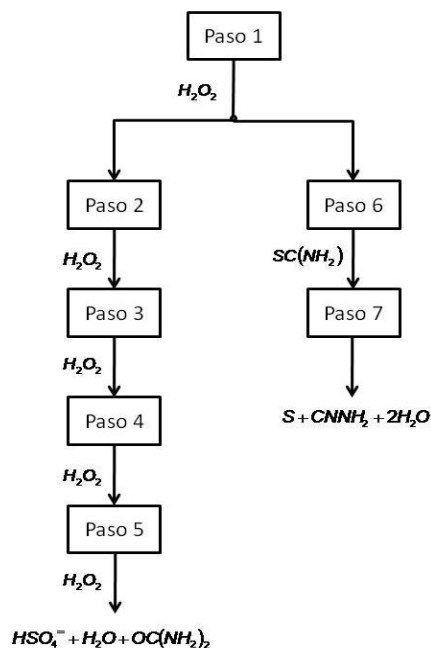 Paso 1
H₂O₂
Paso 2
Paso 6
H₂O₂
SC(NH₂)
Paso 3
Paso 7
H₂O₂
S + CNNH₂ + 2H₂O
Paso 4
H₂O₂
Paso 5
H₂O₂
HSO₄⁻ + H₂O + OC(NH₂)₂